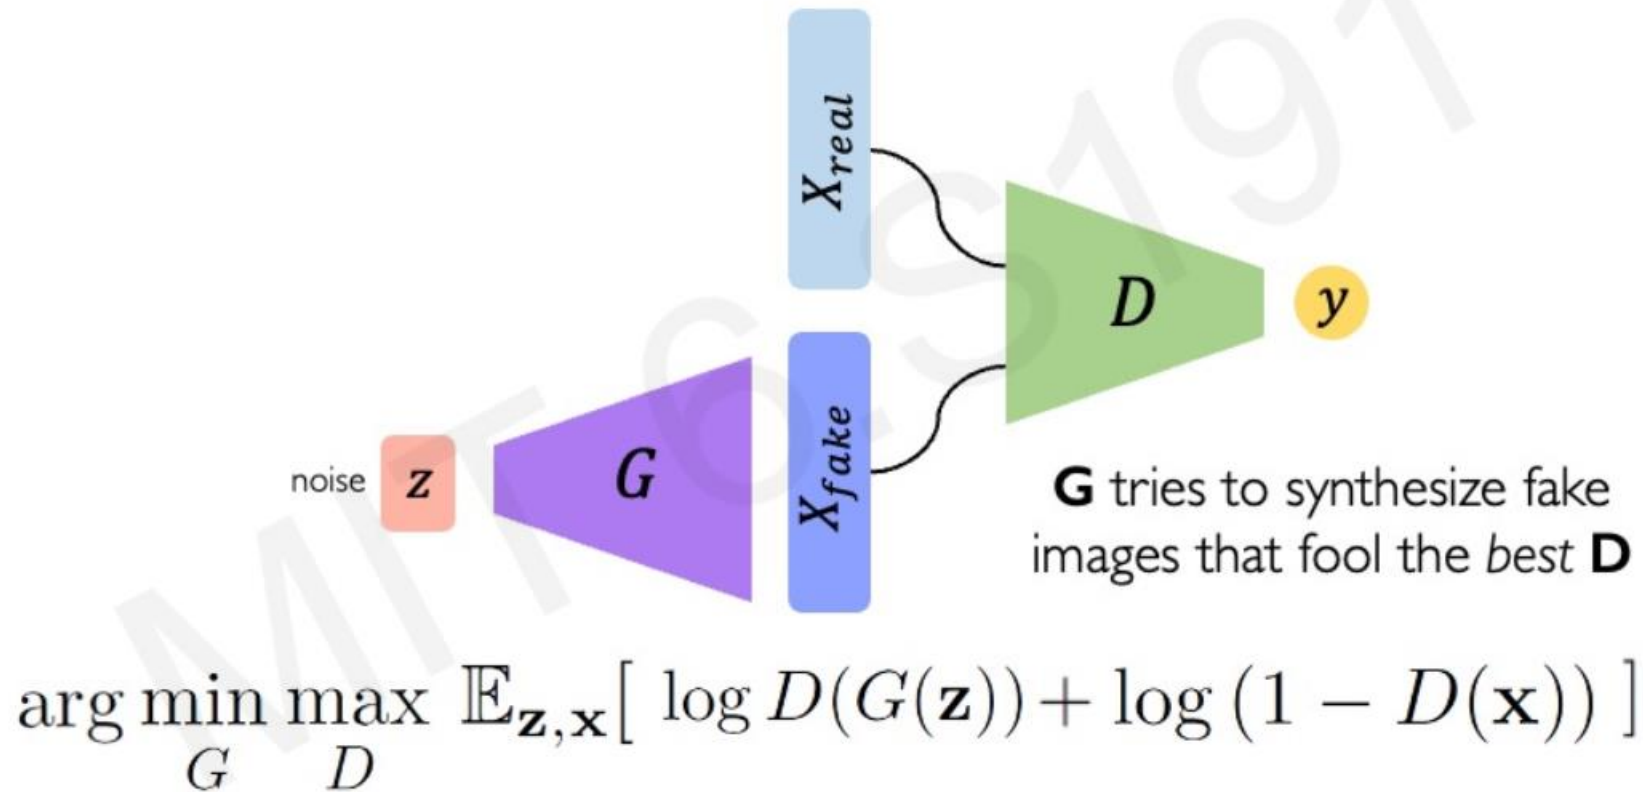 X_real
D
y
noise
z
G
X_fake
G tries to synthesize fake
images that fool the best D
arg min max 𝔼_z,x[ log D(G(z)) + log (1 − D(x)) ]
G D
MIT 6.S191